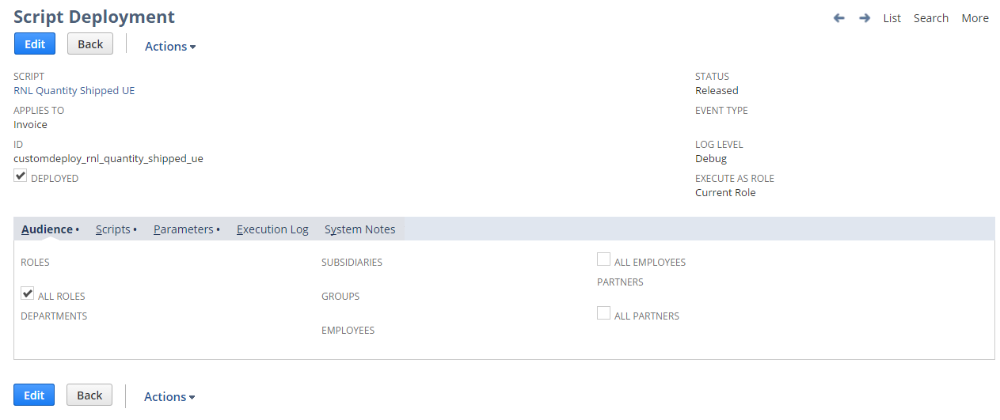 Script Deployment
List Search More
Edit Back Actions
SCRIPT
RNL Quantity Shipped UE
APPLIES TO
Invoice
ID
customdeploy_rnl_quantity_shipped_ue
DEPLOYED
STATUS
Released
EVENT TYPE
LOG LEVEL
Debug
EXECUTE AS ROLE
Current Role
Audience • Scripts • Parameters • Execution Log System Notes
ROLES
ALL ROLES
DEPARTMENTS
SUBSIDIARIES
GROUPS
EMPLOYEES
ALL EMPLOYEES
PARTNERS
ALL PARTNERS
Edit Back Actions